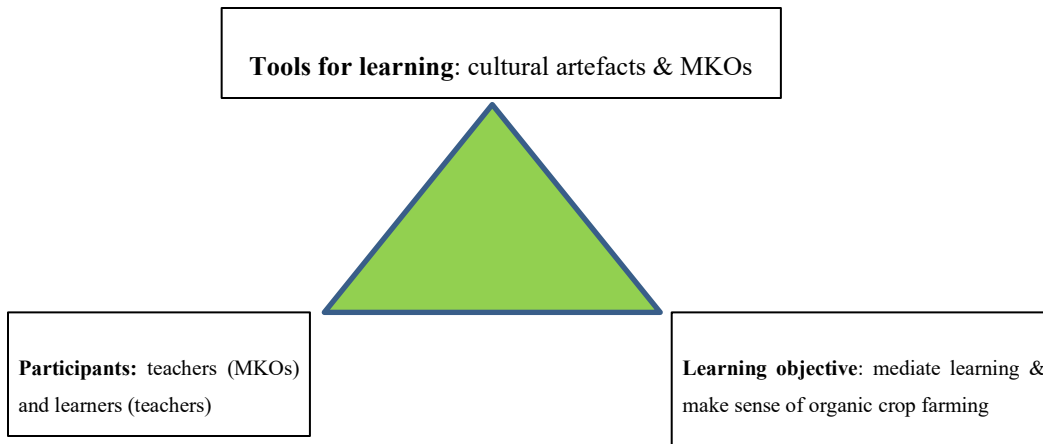 Tools for learning: cultural artefacts & MKOs
Participants: teachers (MKOs)
and learners (teachers)
Learning objective: mediate learning &
make sense of organic crop farming